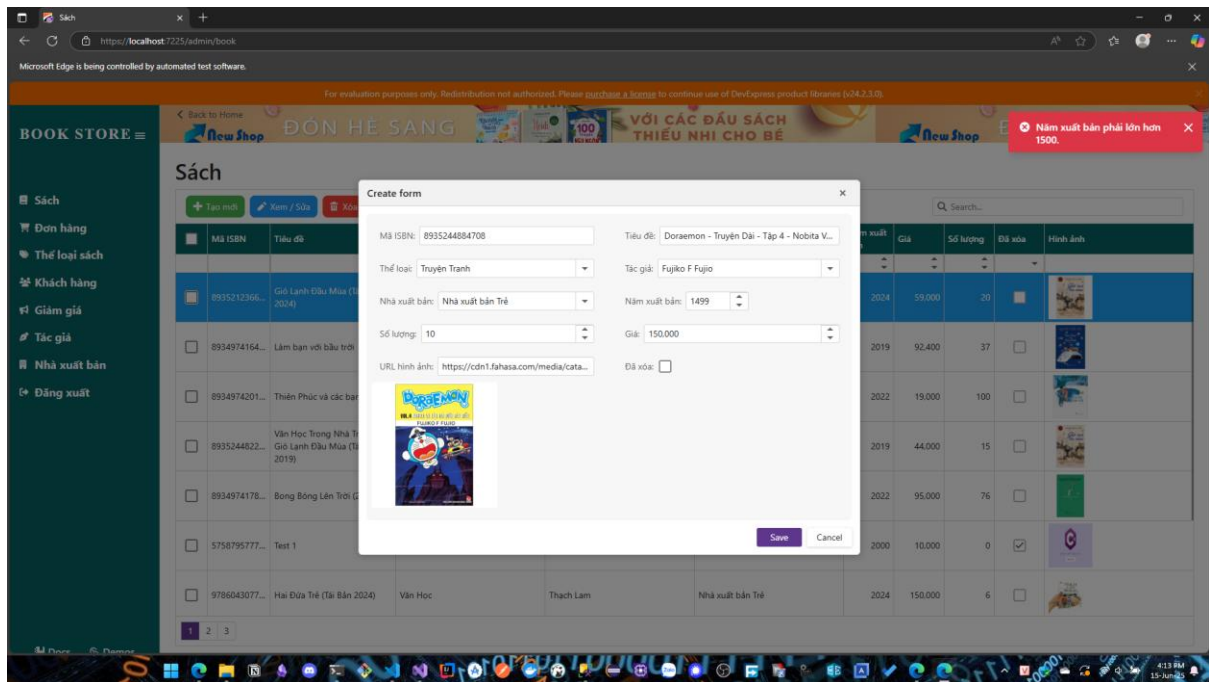 Sách
https://localhost:7225/admin/book
Microsoft Edge is being controlled by automated test software.
For evaluation purposes only. Redistribution not authorized. Please purchase a license to continue use of DevExpress product libraries (v24.2.3.0).
Back to Home
BOOK STORE
New Shop
ĐÓN HÈ SANG
100
VỚI CÁC ĐẦU SÁCH
THIẾU NHI CHO BÉ
New Shop
Năm xuất bản phải lớn hơn
1500.
Sách
Sách
Đơn hàng
Thể loại sách
Khách hàng
Giảm giá
Tác giả
Nhà xuất bản
Đăng xuất
Tạo mới
Xem / Sửa
Search...
Mã ISBN
Tiêu đề
Giá
Số lượng
Đã xóa
Hình ảnh
Create form
Mã ISBN: 8935244884708
Tiêu đề: Doraemon - Truyện Dài - Tập 4 - Nobita V...
Thể loại: Truyện Tranh
Tác giả: Fujiko F Fujio
Nhà xuất bản: Nhà xuất bản Trẻ
Năm xuất bản: 1499
Số lượng: 10
Giá: 150.000
URL hình ảnh: https://cdn1.fahasa.com/media/cata...
Đã xóa:
DORAEMON
FUJIKO F FUJIO
Save
Cancel
8935212366...
Gió Lạnh Đầu Mùa
2024)
2024
59,000
20
8934974164...
Làm bạn với bầu trời
2019
92,400
37
8934974201...
Thiên Phúc và các bạn
2022
19,000
100
8935244822...
Văn Học Trong Nhà
Gió Lạnh Đầu Mùa
2019)
2019
44,000
15
8934974178...
Bong Bóng Lên Trời
2022
95,000
76
5758795777...
Test 1
2000
10,000
0
9786043077...
Hai Đứa Trẻ (Tái Bản 2024)
Văn Học
Thạch Lam
Nhà xuất bản Trẻ
2024
150,000
6
1 2 3
Docs
Demos
4:13 PM
15-Jun-25